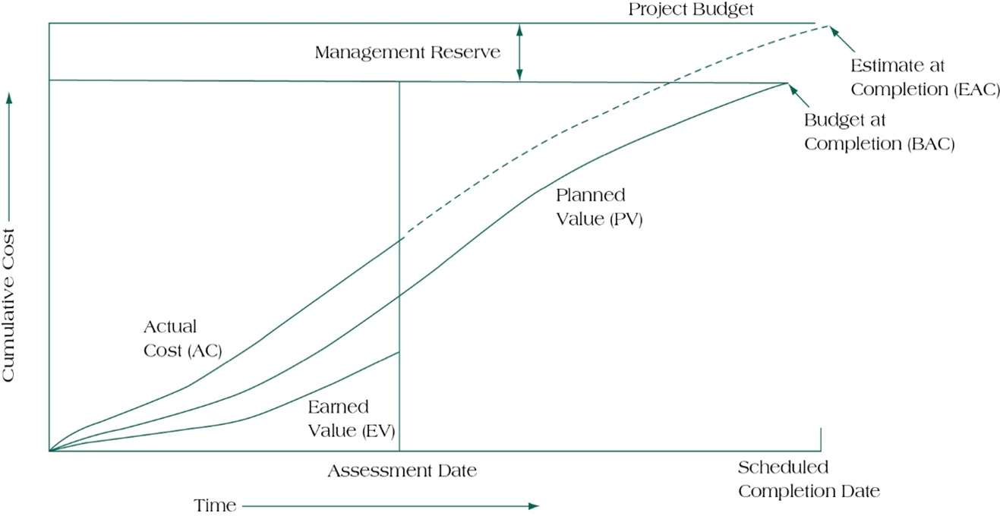 Project Budget
Management Reserve
Estimate at
Completion (EAC)
Budget at
Completion (BAC)
Planned
Value (PV)
Cumulative Cost
Actual
Cost (AC)
Earned
Value (EV)
Assessment Date
Scheduled
Completion Date
Time